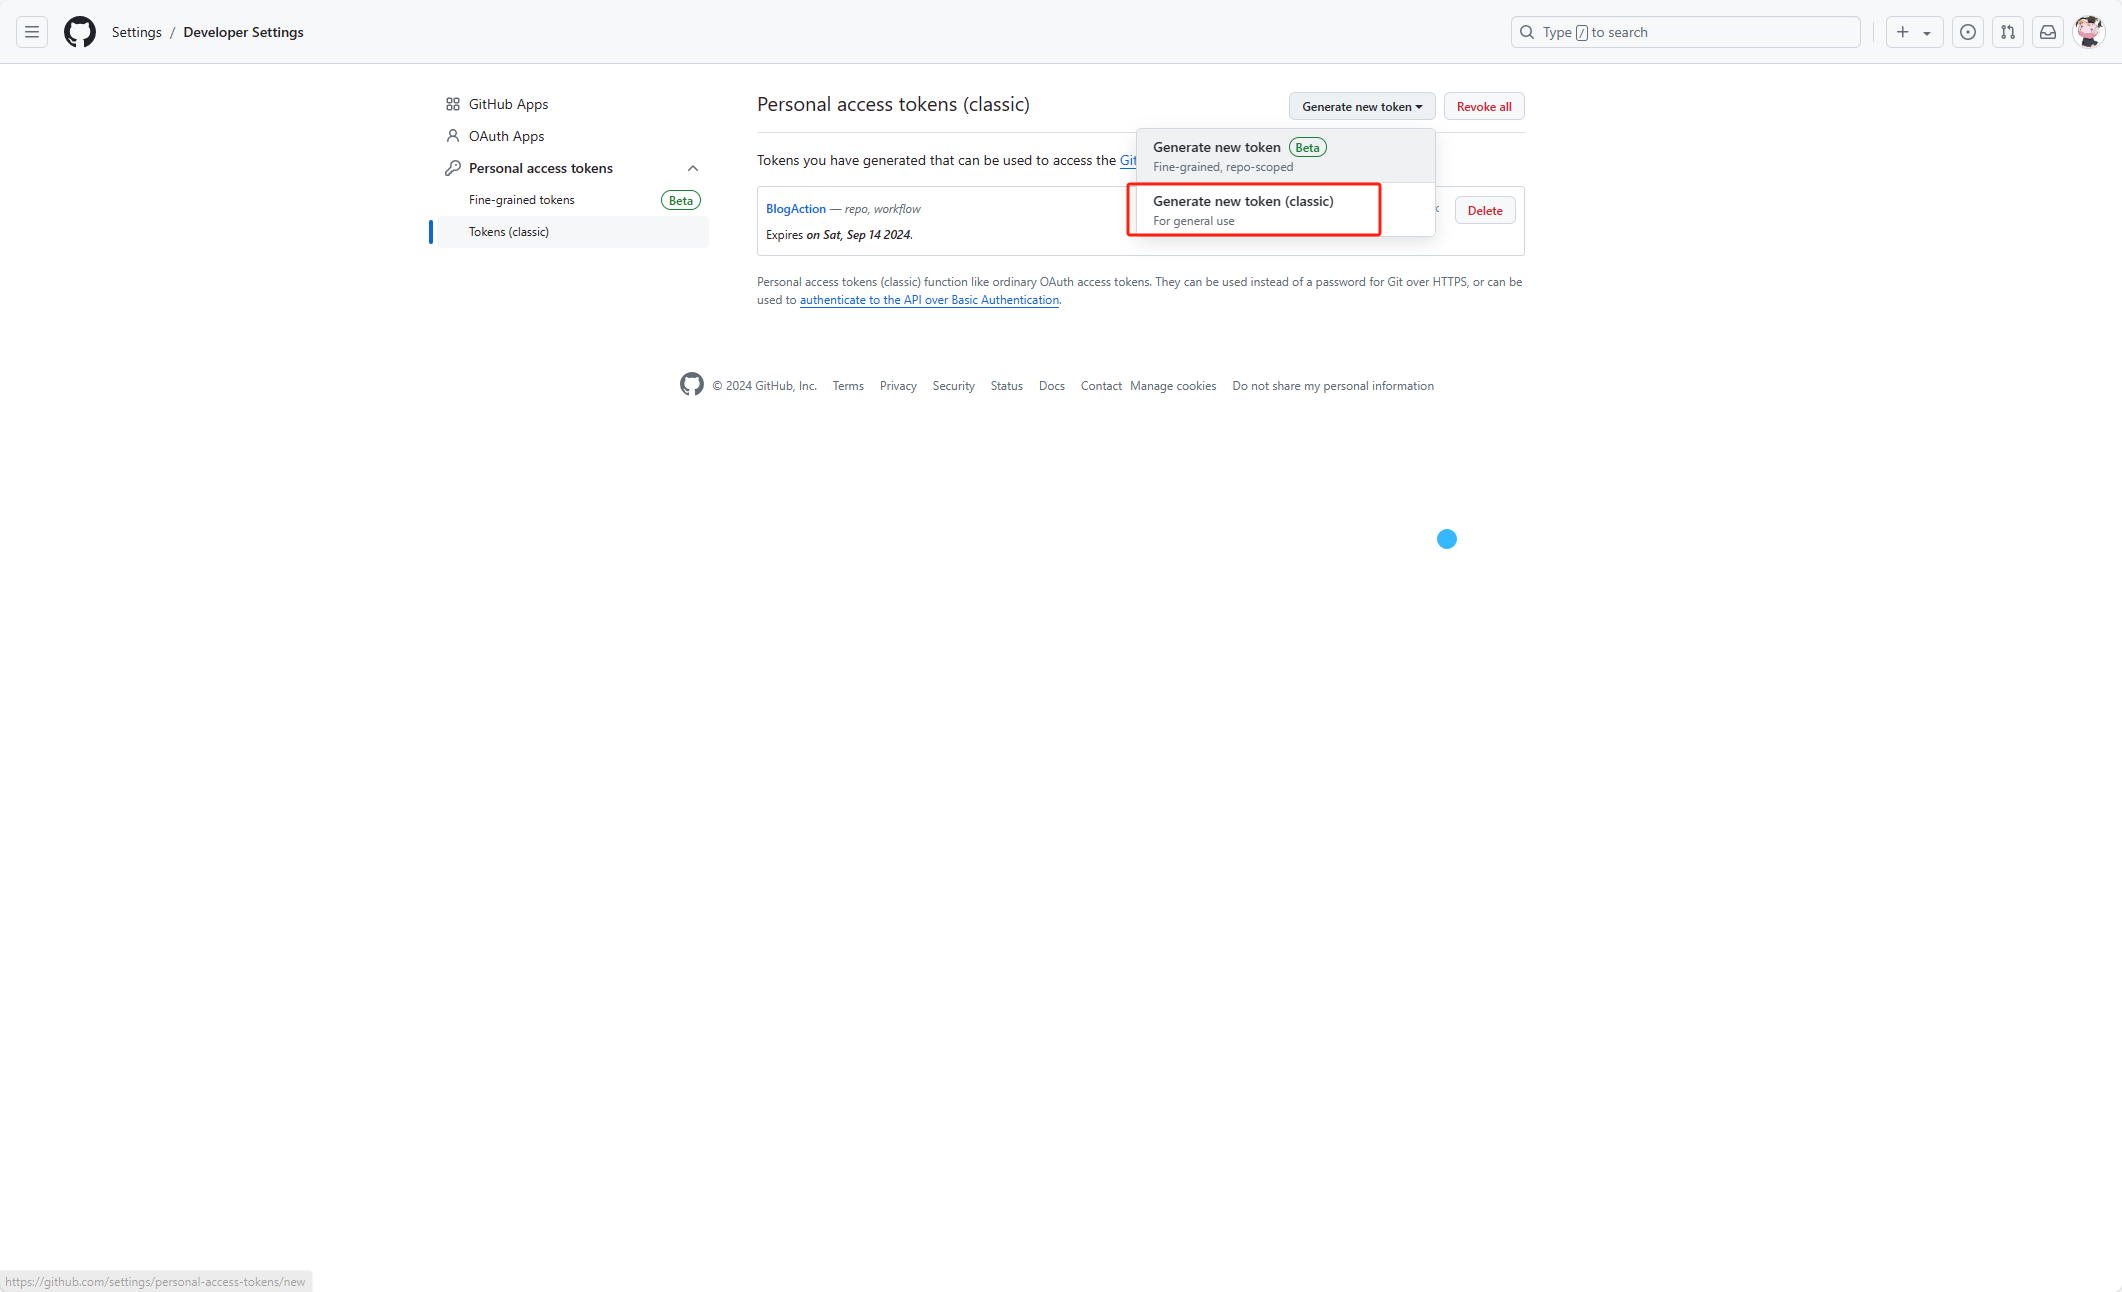 Settings / Developer Settings
Type / to search
GitHub Apps
OAuth Apps
Personal access tokens
Fine-grained tokens Beta
Tokens (classic)
Personal access tokens (classic)
Generate new token
Revoke all
Tokens you have generated that can be used to access the Git
Generate new token Beta
Fine-grained, repo-scoped
Generate new token (classic)
For general use
BlogAction — repo, workflow
Delete
Expires on Sat, Sep 14 2024.
Personal access tokens (classic) function like ordinary OAuth access tokens. They can be used instead of a password for Git over HTTPS, or can be
used to authenticate to the API over Basic Authentication.
© 2024 GitHub, Inc. Terms Privacy Security Status Docs Contact Manage cookies Do not share my personal information
https://github.com/settings/personal-access-tokens/new